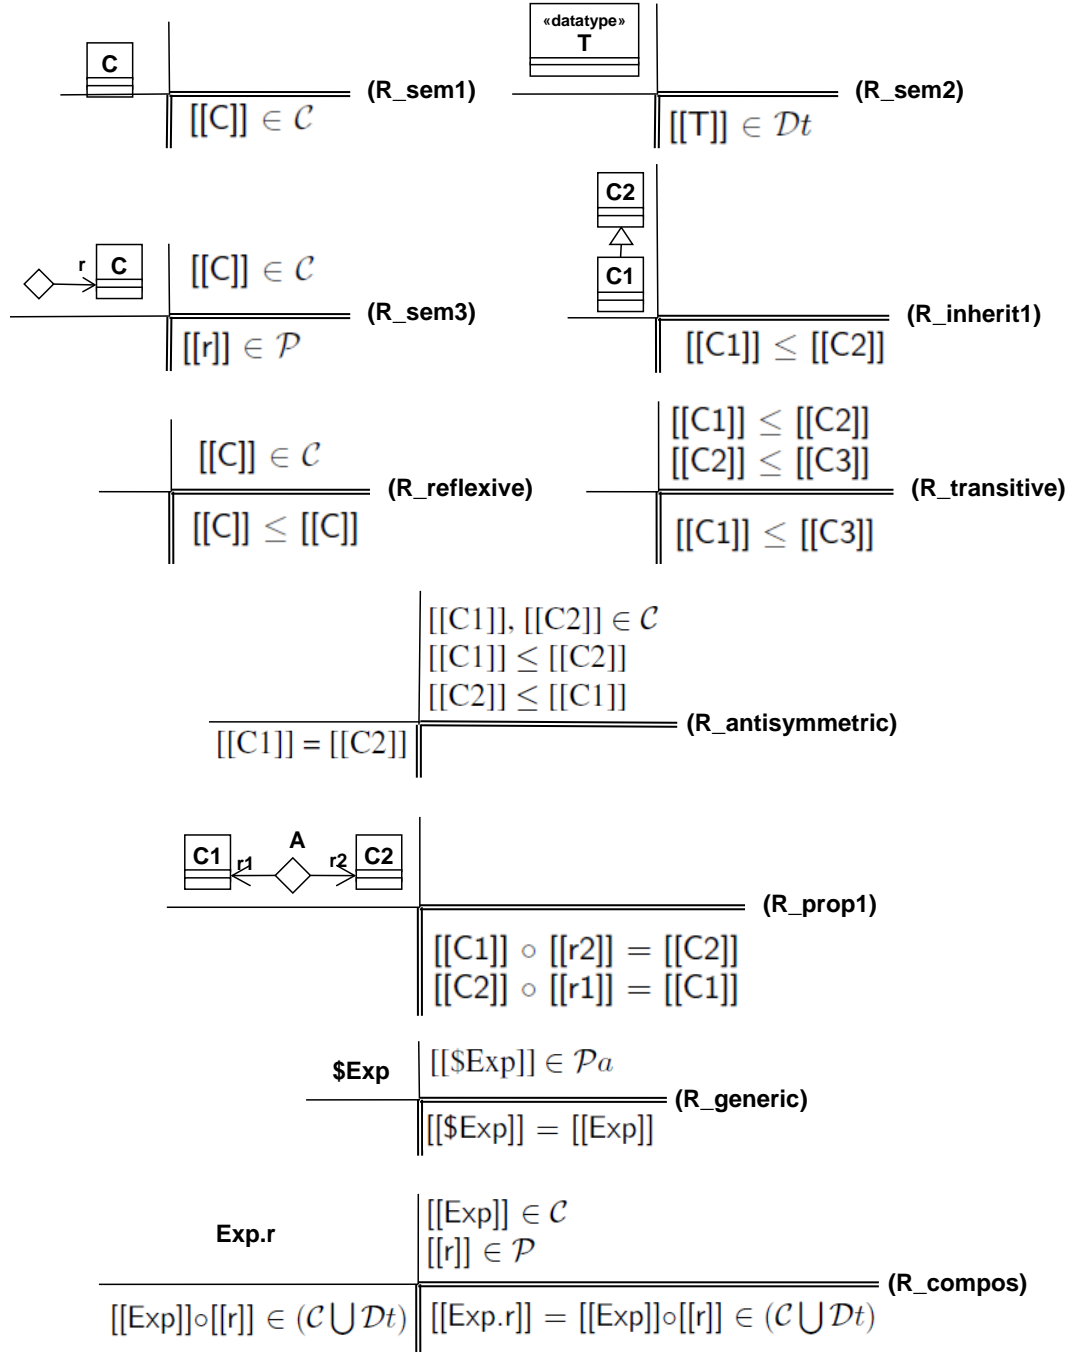 C
(R_sem1)
[[C]] ∈ 𝒞
«datatype»
T
(R_sem2)
[[T]] ∈ 𝒟t
r
C
[[C]] ∈ 𝒞
(R_sem3)
[[r]] ∈ 𝒫
C2
C1
(R_inherit1)
[[C1]] ≤ [[C2]]
[[C]] ∈ 𝒞
(R_reflexive)
[[C]] ≤ [[C]]
[[C1]] ≤ [[C2]]
[[C2]] ≤ [[C3]]
(R_transitive)
[[C1]] ≤ [[C3]]
[[C1]], [[C2]] ∈ 𝒞
[[C1]] ≤ [[C2]]
[[C2]] ≤ [[C1]]
(R_antisymmetric)
[[C1]] = [[C2]]
C1 r1 A r2 C2
(R_prop1)
[[C1]] ∘ [[r2]] = [[C2]]
[[C2]] ∘ [[r1]] = [[C1]]
$Exp
[[$Exp]] ∈ 𝒫a
(R_generic)
[[$Exp]] = [[Exp]]
Exp.r
[[Exp]] ∈ 𝒞
[[r]] ∈ 𝒫
(R_compos)
[[Exp]]∘[[r]] ∈ (𝒞 ⋃ 𝒟t)
[[Exp.r]] = [[Exp]]∘[[r]] ∈ (𝒞 ⋃ 𝒟t)